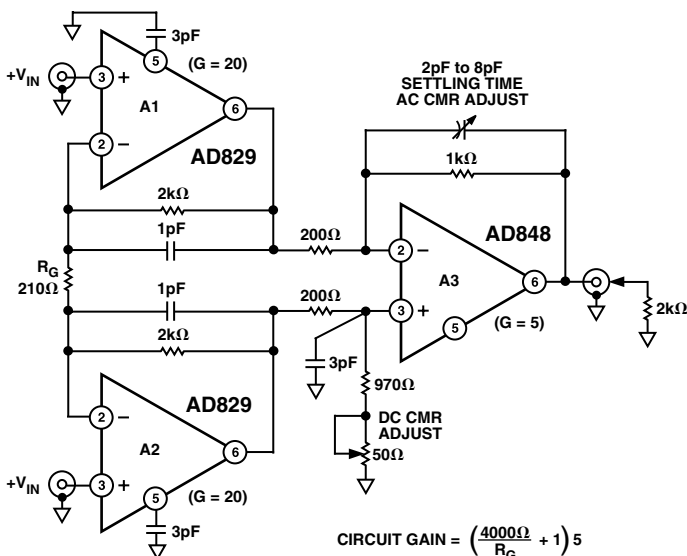 3pF
5
(G = 20)
+VIN
3
+
A1
6
2
−
AD829
2kΩ
1pF
RG
210Ω
1pF
2kΩ
AD829
2
−
A2
6
+VIN
3
+
5
(G = 20)
3pF
2pF to 8pF
SETTLING TIME
AC CMR ADJUST
1kΩ
200Ω
AD848
2
−
A3
6
200Ω
3
+
5
(G = 5)
2kΩ
3pF
970Ω
DC CMR
ADJUST
50Ω
CIRCUIT GAIN = (4000Ω/RG + 1) 5